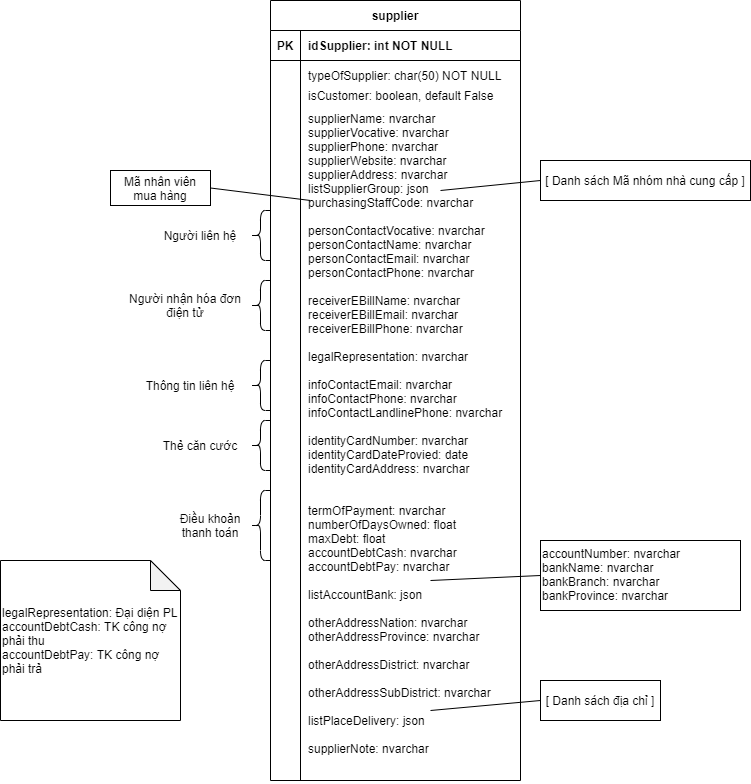 supplier
PK
idSupplier: int NOT NULL
typeOfSupplier: char(50) NOT NULL
isCustomer: boolean, default False
supplierName: nvarchar
supplierVocative: nvarchar
supplierPhone: nvarchar
supplierWebsite: nvarchar
supplierAddress: nvarchar
listSupplierGroup: json
purchasingStaffCode: nvarchar
personContactVocative: nvarchar
personContactName: nvarchar
personContactEmail: nvarchar
personContactPhone: nvarchar
receiverEBillName: nvarchar
receiverEBillEmail: nvarchar
receiverEBillPhone: nvarchar
legalRepresentation: nvarchar
infoContactEmail: nvarchar
infoContactPhone: nvarchar
infoContactLandlinePhone: nvarchar
identityCardNumber: nvarchar
identityCardDateProvied: date
identityCardAddress: nvarchar
termOfPayment: nvarchar
numberOfDaysOwned: float
maxDebt: float
accountDebtCash: nvarchar
accountDebtPay: nvarchar
listAccountBank: json
otherAddressNation: nvarchar
otherAddressProvince: nvarchar
otherAddressDistrict: nvarchar
otherAddressSubDistrict: nvarchar
listPlaceDelivery: json
supplierNote: nvarchar
Mã nhân viên
mua hàng
Người liên hệ
Người nhận hóa đơn
điện tử
Thông tin liên hệ
Thẻ căn cước
Điều khoản
thanh toán
legalRepresentation: Đại diện PL
accountDebtCash: TK công nợ
phải thu
accountDebtPay: TK công nợ
phải trả
[ Danh sách Mã nhóm nhà cung cấp ]
accountNumber: nvarchar
bankName: nvarchar
bankBranch: nvarchar
bankProvince: nvarchar
[ Danh sách địa chỉ ]